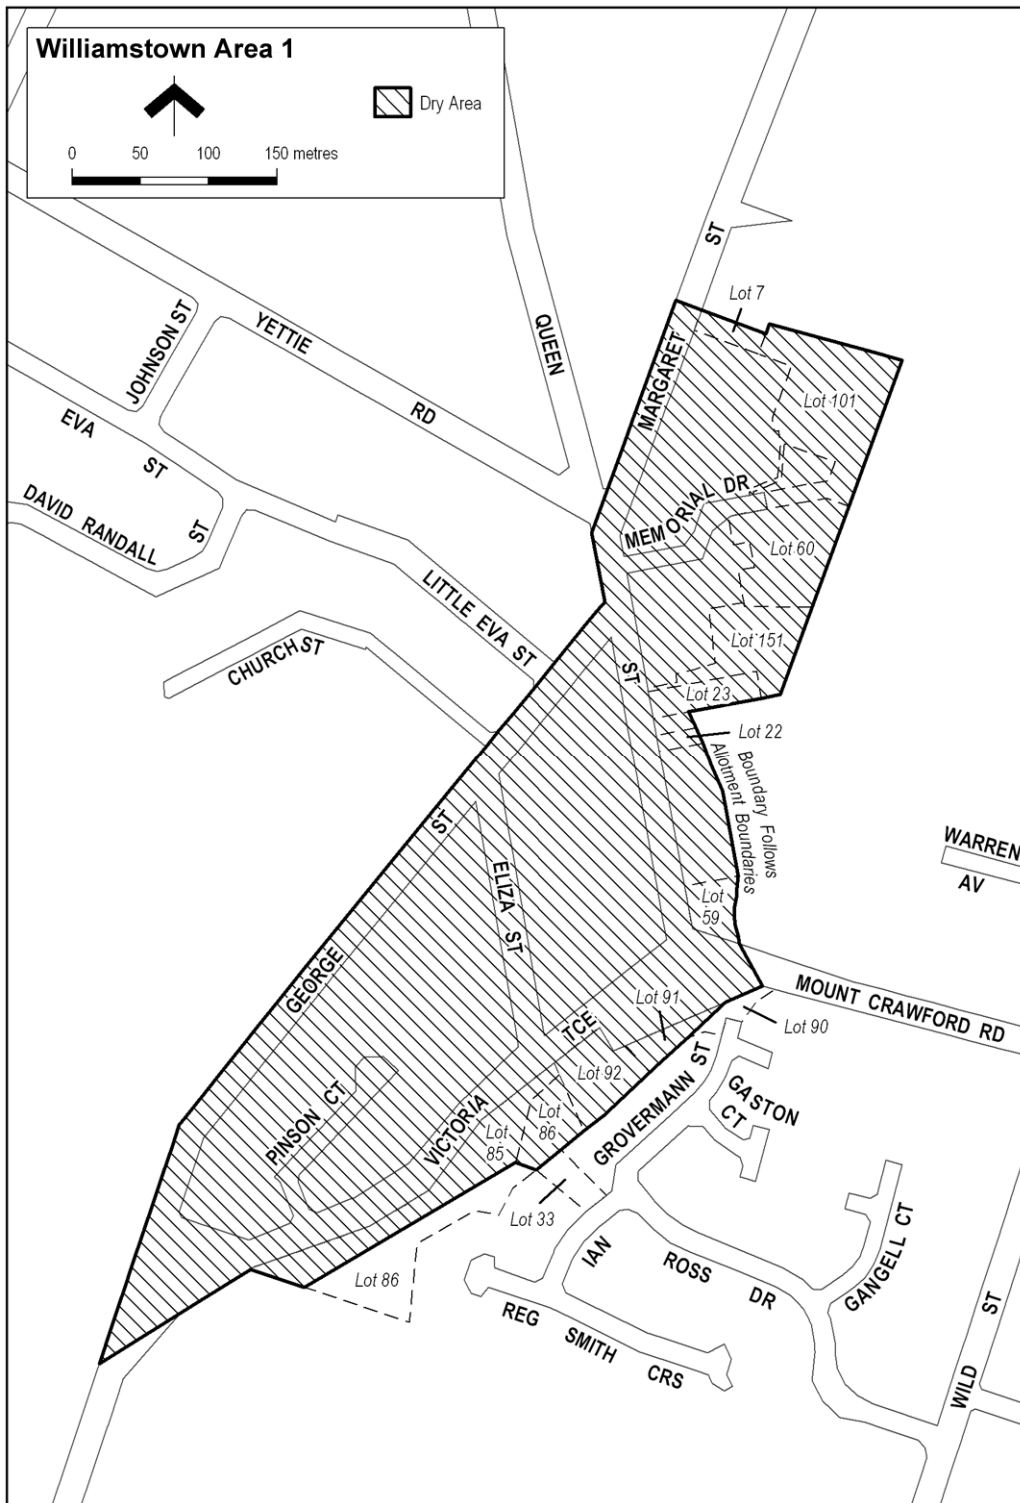 Williamstown Area 1
Dry Area
0 50 100 150 metres
ST
Lot 7
JOHNSON ST
YETTIE
RD
QUEEN
MARGARET
Lot 101
EVA
ST
DAVID RANDALL
ST
MEMORIAL DR
Lot 60
LITTLE EVA ST
CHURCH ST
Lot 151
ST
Lot 23
Lot 22
Boundary Follows
Allotment Boundaries
ST
WARREN
AV
ELIZA ST
Lot
59
GEORGE
MOUNT CRAWFORD RD
Lot 91
Lot 90
TCE
Lot 92
GROVERMANN ST
GASTON
CT
PINSON CT
VICTORIA
Lot
86
Lot
85
Lot 33
Lot 86
IAN
ROSS
DR
GANGELL CT
REG
SMITH
CRS
ST
WILD